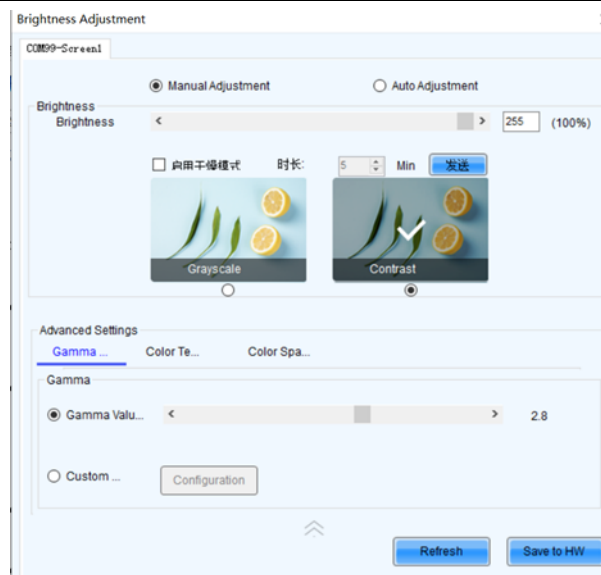 Brightness Adjustment
COM99-Screen1
Manual Adjustment Auto Adjustment
Brightness
Brightness 255 (100%)
启用干燥模式 时长: 5 Min 发送
Grayscale Contrast
Advanced Settings
Gamma ... Color Te... Color Spa...
Gamma
Gamma Valu... 2.8
Custom ... Configuration
Refresh Save to HW